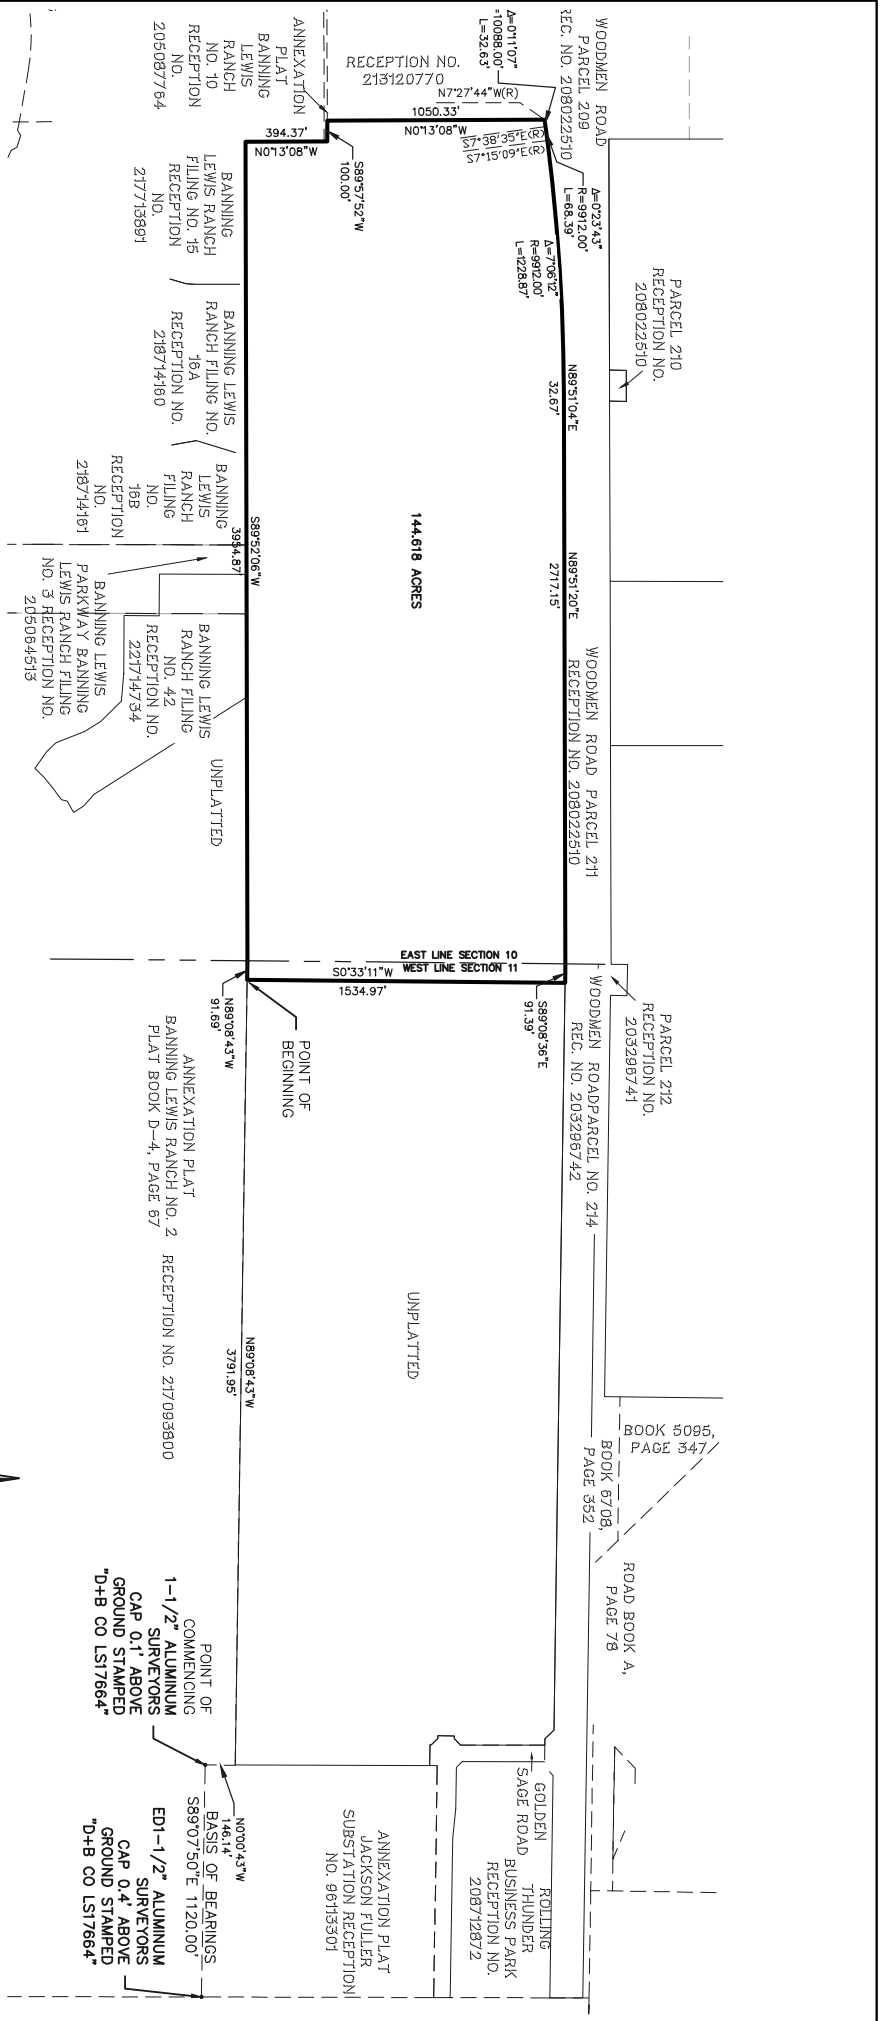 WOODMEN ROAD
PARCEL 209
REC. NO. 208022510
Δ=0°11'07"
=10088.00'
L=32.63'
Δ=0°23'43"
R=9912.00'
L=68.39'
Δ=7°06'12"
R=9912.00'
L=1228.87'
PARCEL 210
RECEPTION NO.
208022510
N89°51'04"E
32.67'
N89°51'20"E
2717.15'
WOODMEN ROAD PARCEL 211
RECEPTION NO. 208022510
PARCEL 212
RECEPTION NO.
203296741
WOODMEN ROADPARCEL NO. 214
REC. NO. 203296742
S89°08'36"E
91.39'
BOOK 5095,
PAGE 347
BOOK 6708,
PAGE 352
ROAD BOOK A,
PAGE 78
GOLDEN
SAGE ROAD
ROLLING
THUNDER
BUSINESS PARK
RECEPTION NO.
208712872
ANNEXATION PLAT
JACKSON FULLER
SUBSTATION RECEPTION
NO. 96113301
RECEPTION NO.
213120770
N7°27'44"W(R)
1050.33'
N0°13'08"W
S7°38'35"E(R)
S7°15'09"E(R)
394.37'
N0°13'08"W
S89°57'52"W
100.00'
144.618 ACRES
EAST LINE SECTION 10
WEST LINE SECTION 11
S0°33'11"W
1534.97'
UNPLATTED
POINT OF
BEGINNING
N89°08'43"W
91.69'
S89°52'06"W
3954.87'
N89°08'43"W
3791.95'
ANNEXATION
PLAT
BANNING
LEWIS
RANCH
NO. 10
RECEPTION
NO.
205087764
BANNING
LEWIS RANCH
FILING NO. 15
RECEPTION
NO.
217713891
BANNING LEWIS
RANCH FILING NO.
16A
RECEPTION NO.
218714160
BANNING
LEWIS
RANCH
FILING
NO.
16B
RECEPTION
NO.
218714161
BANNING LEWIS
PARKWAY BANNING
LEWIS RANCH FILING
NO. 3 RECEPTION NO.
205064513
BANNING LEWIS
RANCH FILING
NO. 42
RECEPTION NO.
221714734
UNPLATTED
ANNEXATION PLAT
BANNING LEWIS RANCH NO. 2
PLAT BOOK D-4, PAGE 67
RECEPTION NO. 217093800
POINT OF
COMMENCING
1-1/2" ALUMINUM
SURVEYORS
CAP 0.1' ABOVE
GROUND STAMPED
"D+B CO LS17664"
N0°00'43"W
146.14'
BASIS OF BEARINGS
S89°07'50"E 1120.00'
ED1-1/2" ALUMINUM
SURVEYORS
CAP 0.4' ABOVE
GROUND STAMPED
"D+B CO LS17664"